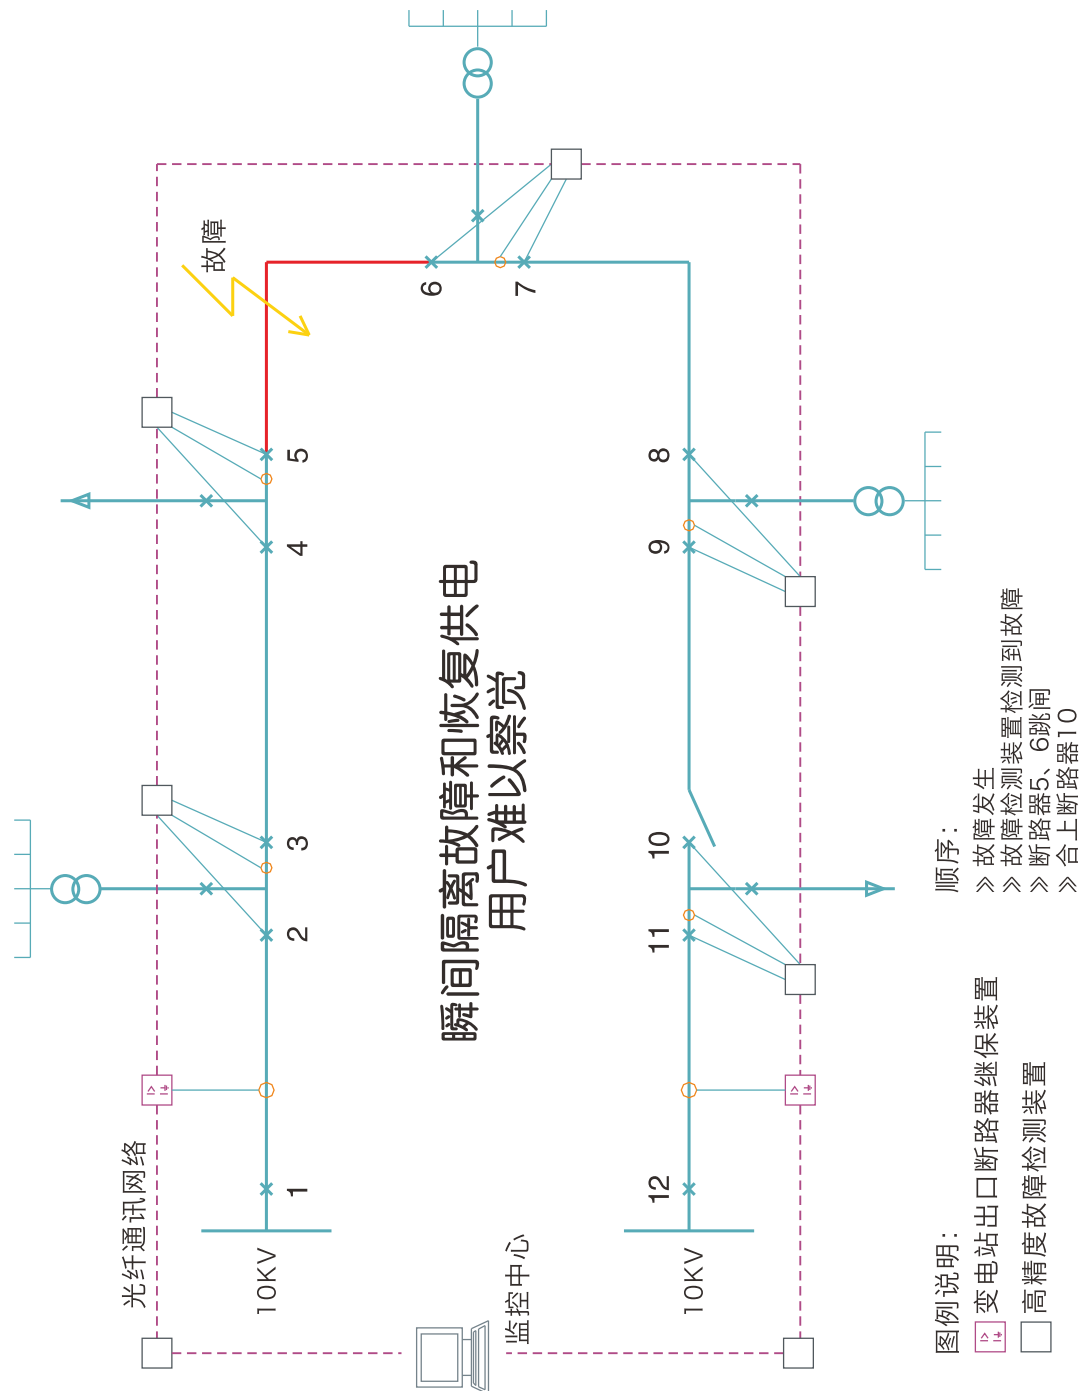 光纤通讯网络
10KV
1
2
3
4
5
故障
6
7
8
9
10
11
12
10KV
监控中心
瞬间隔离故障和恢复供电
用户难以察觉
图例说明:
I> I↯
变电站出口断路器继保装置
高精度故障检测装置
顺序:
» 故障发生
» 故障检测装置检测到故障
» 断路器5、6跳闸
» 合上断路器10